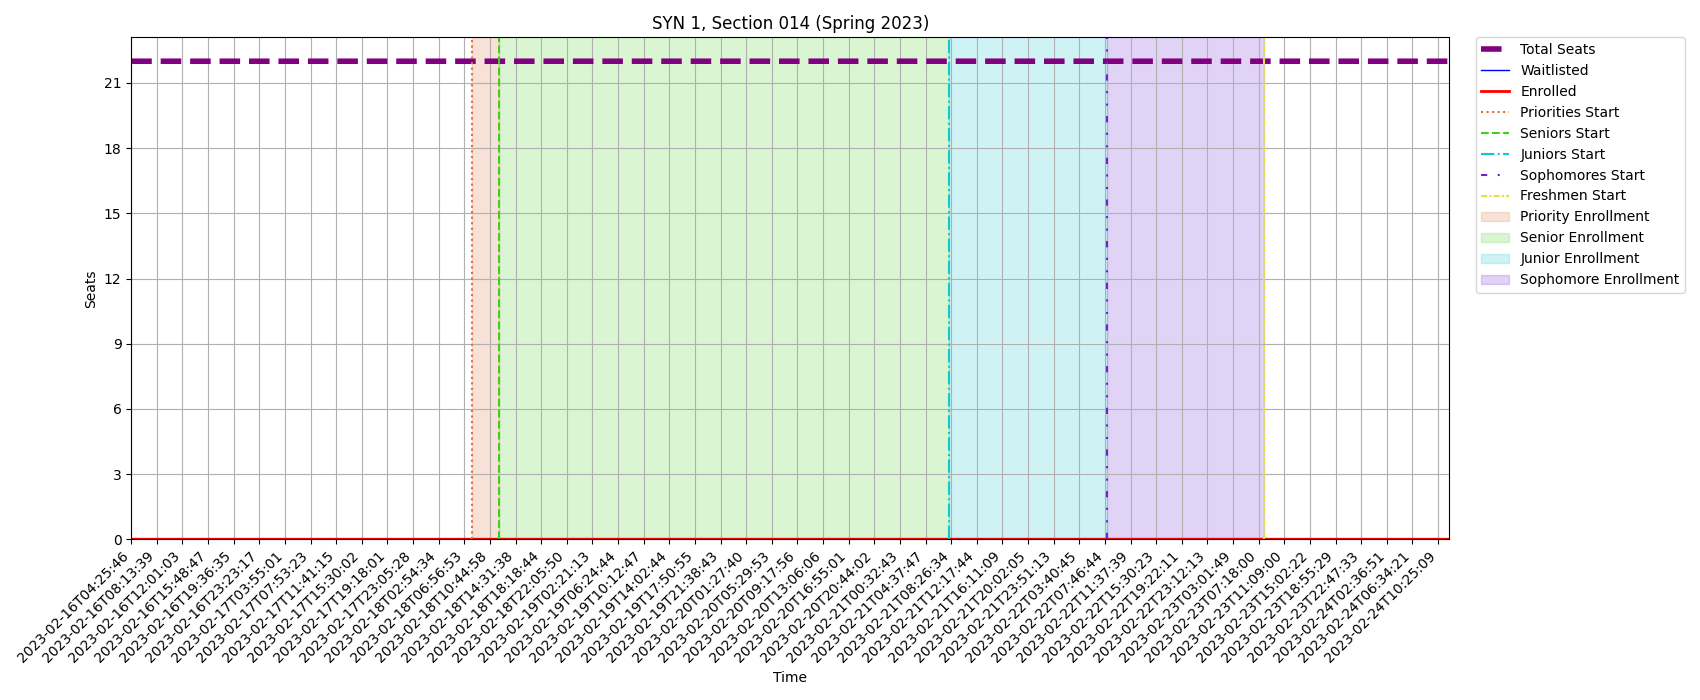 SYN 1, Section 014 (Spring 2023)
Total Seats
Waitlisted
Enrolled
Priorities Start
Seniors Start
Juniors Start
Sophomores Start
Freshmen Start
Priority Enrollment
Senior Enrollment
Junior Enrollment
Sophomore Enrollment
Seats
21
18
15
12
9
6
3
0
2023-02-16T04:25:46
2023-02-16T08:13:39
2023-02-16T12:01:03
2023-02-16T15:48:47
2023-02-16T19:36:35
2023-02-16T23:23:17
2023-02-17T03:55:01
2023-02-17T07:53:23
2023-02-17T11:41:15
2023-02-17T15:30:02
2023-02-17T19:18:01
2023-02-17T23:05:28
2023-02-18T02:54:34
2023-02-18T06:56:53
2023-02-18T10:44:58
2023-02-18T14:31:38
2023-02-18T18:18:44
2023-02-18T22:05:50
2023-02-19T02:21:13
2023-02-19T06:24:44
2023-02-19T10:12:47
2023-02-19T14:02:44
2023-02-19T17:50:55
2023-02-19T21:38:43
2023-02-20T01:27:40
2023-02-20T05:29:53
2023-02-20T09:17:56
2023-02-20T13:06:06
2023-02-20T16:55:01
2023-02-20T20:44:02
2023-02-21T00:32:43
2023-02-21T04:37:47
2023-02-21T08:26:34
2023-02-21T12:17:44
2023-02-21T16:11:09
2023-02-21T20:02:05
2023-02-21T23:51:13
2023-02-22T03:40:45
2023-02-22T07:46:44
2023-02-22T11:37:39
2023-02-22T15:30:23
2023-02-22T19:22:11
2023-02-22T23:12:13
2023-02-23T03:01:49
2023-02-23T07:18:00
2023-02-23T11:09:00
2023-02-23T15:02:22
2023-02-23T18:55:29
2023-02-23T22:47:33
2023-02-24T02:36:51
2023-02-24T06:34:21
2023-02-24T10:25:09
Time